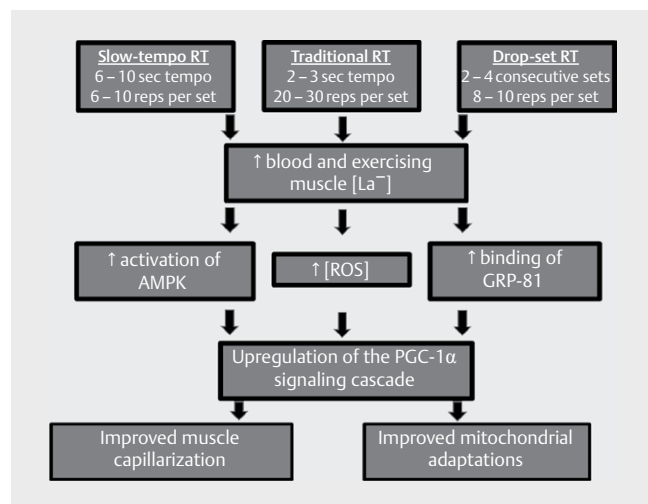 Slow-tempo RT
6 – 10 sec tempo
6 – 10 reps per set
Traditional RT
2 – 3 sec tempo
20 – 30 reps per set
Drop-set RT
2 – 4 consecutive sets
8 – 10 reps per set
↑ blood and exercising
muscle [La⁻]
↑ activation of
AMPK
↑ [ROS]
↑ binding of
GRP-81
Upregulation of the PGC-1α
signaling cascade
Improved muscle
capillarization
Improved mitochondrial
adaptations